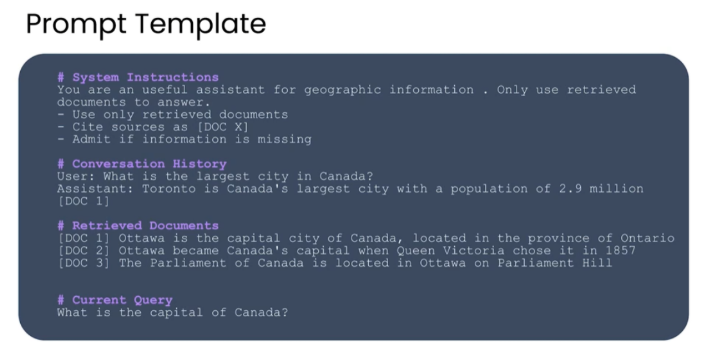 Prompt Template
# System Instructions
You are an useful assistant for geographic information . Only use retrieved
documents to answer.
- Use only retrieved documents
- Cite sources as [DOC X]
- Admit if information is missing
# Conversation History
User: What is the largest city in Canada?
Assistant: Toronto is Canada's largest city with a population of 2.9 million
[DOC 1]
# Retrieved Documents
[DOC 1] Ottawa is the capital city of Canada, located in the province of Ontario
[DOC 2] Ottawa became Canada's capital when Queen Victoria chose it in 1857
[DOC 3] The Parliament of Canada is located in Ottawa on Parliament Hill
# Current Query
What is the capital of Canada?